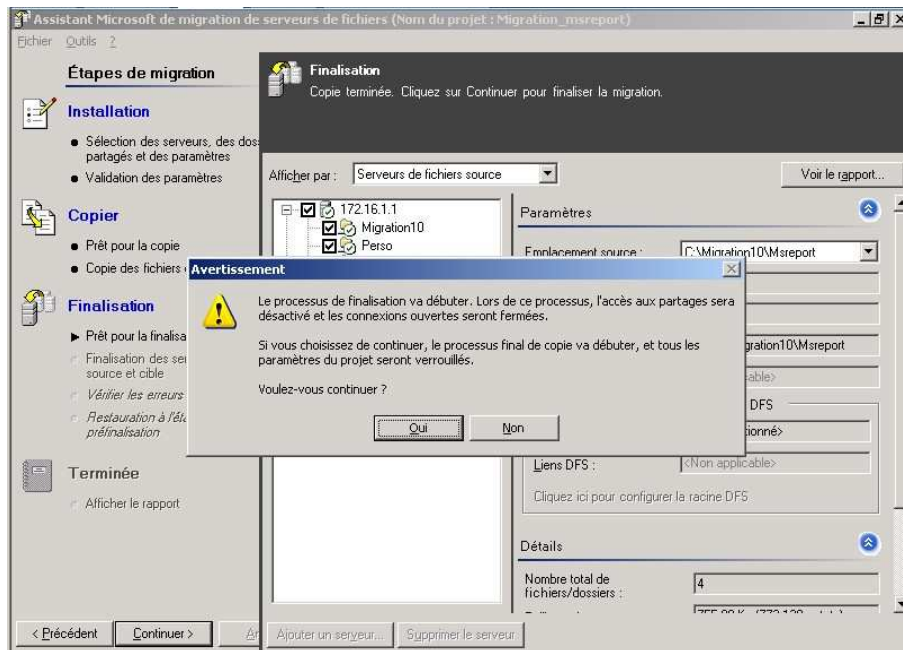 Assistant Microsoft de migration de serveurs de fichiers (Nom du projet : Migration_msreport)
Fichier Outils ?
Étapes de migration
Installation
Sélection des serveurs, des dos
partagés et des paramètres
Validation des paramètres
Copier
Prêt pour la copie
Copie des fichiers
Finalisation
Prêt pour la finalisa
Finalisation des se
source et cible
Vérifier les erreurs
Restauration à l'éta
préfinalisation
Terminée
Afficher le rapport
< Précédent
Continuer >
Finalisation
Copie terminée. Cliquez sur Continuer pour finaliser la migration.
Afficher par : Serveurs de fichiers source
Voir le rapport...
172.16.1.1
Migration10
Perso
Paramètres
Emplacement source : C:\Migration10\Msreport
gration10\Msreport
able>
DFS
ionné>
Liens DFS : <Non applicable>
Cliquez ici pour configurer la racine DFS
Détails
Nombre total de
fichiers/dossiers : 4
Ajouter un serveur...
Supprimer le serveur
Avertissement
Le processus de finalisation va débuter. Lors de ce processus, l'accès aux partages sera
désactivé et les connexions ouvertes seront fermées.
Si vous choisissez de continuer, le processus final de copie va débuter, et tous les
paramètres du projet seront verrouillés.
Voulez-vous continuer ?
Oui
Non